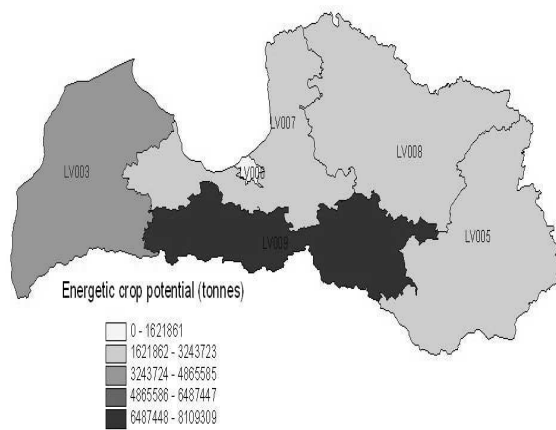 LV007
LV008
LV003
LV009
LV005
Energetic crop potential (tonnes)
0 - 1621861
1621862 - 3243723
3243724 - 4865585
4865586 - 6487447
6487448 - 8109309